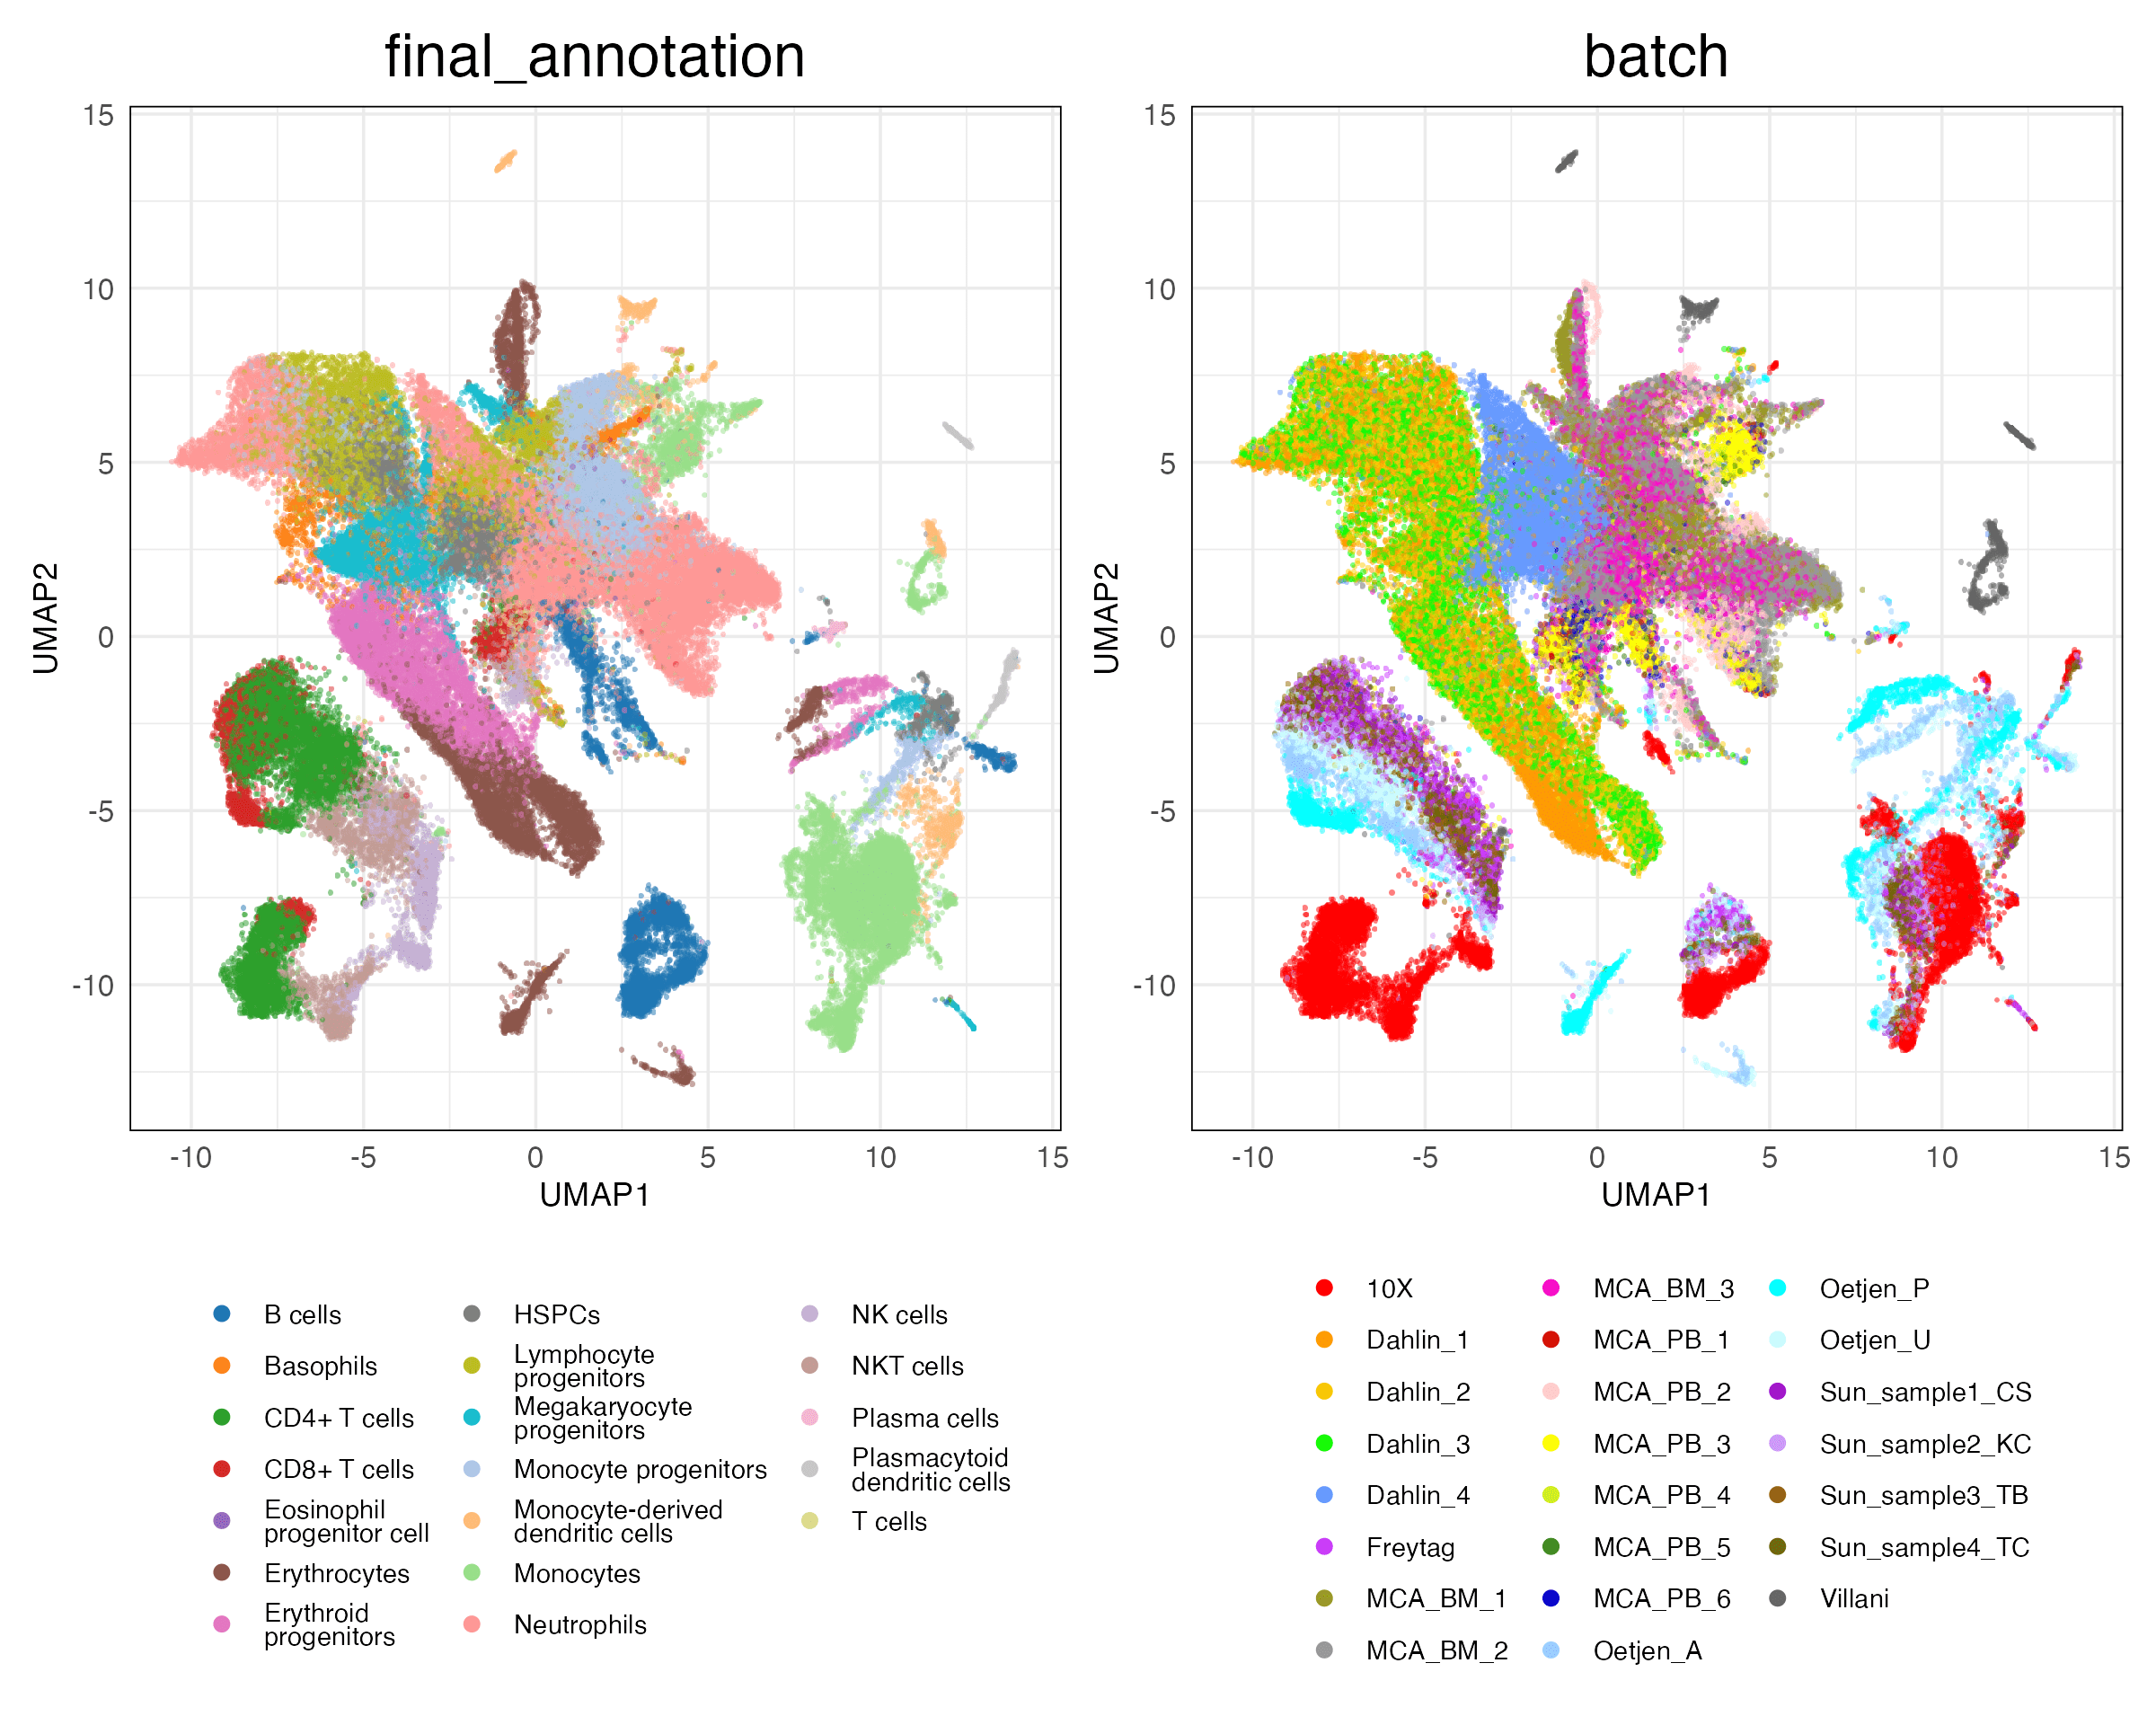 final_annotation
batch
15
10
5
0
-5
-10
UMAP2
-10
-5
0
5
10
15
UMAP1
15
10
5
0
-5
-10
UMAP2
-10
-5
0
5
10
15
UMAP1
B cells
Basophils
CD4+ T cells
CD8+ T cells
Eosinophil
progenitor cell
Erythrocytes
Erythroid
progenitors
HSPCs
Lymphocyte
progenitors
Megakaryocyte
progenitors
Monocyte progenitors
Monocyte-derived
dendritic cells
Monocytes
Neutrophils
NK cells
NKT cells
Plasma cells
Plasmacytoid
dendritic cells
T cells
10X
Dahlin_1
Dahlin_2
Dahlin_3
Dahlin_4
Freytag
MCA_BM_1
MCA_BM_2
MCA_BM_3
MCA_PB_1
MCA_PB_2
MCA_PB_3
MCA_PB_4
MCA_PB_5
MCA_PB_6
Oetjen_A
Oetjen_P
Oetjen_U
Sun_sample1_CS
Sun_sample2_KC
Sun_sample3_TB
Sun_sample4_TC
Villani